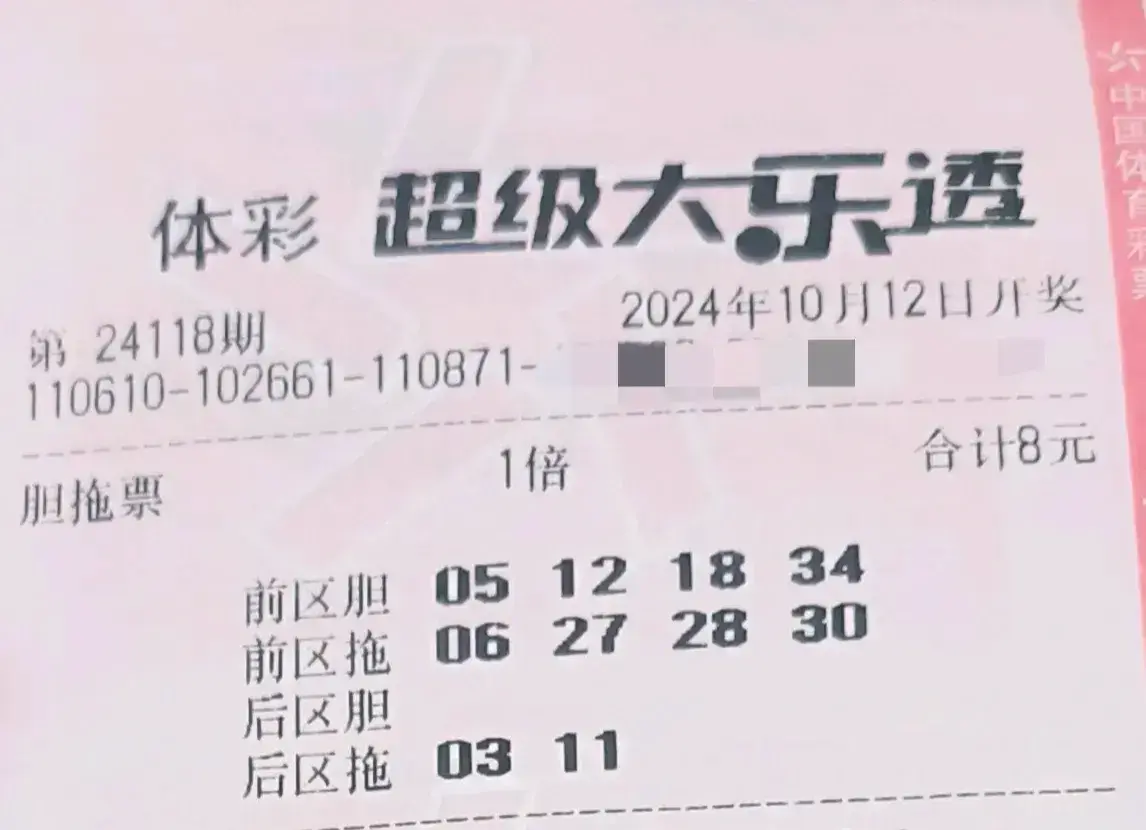 体彩 超级大乐透
第 24118期 2024年10月12日开奖
110610-102661-110871-
胆拖票 1倍 合计8元
前区胆 05 12 18 34
前区拖 06 27 28 30
后区胆
后区拖 03 11
中国体育彩票